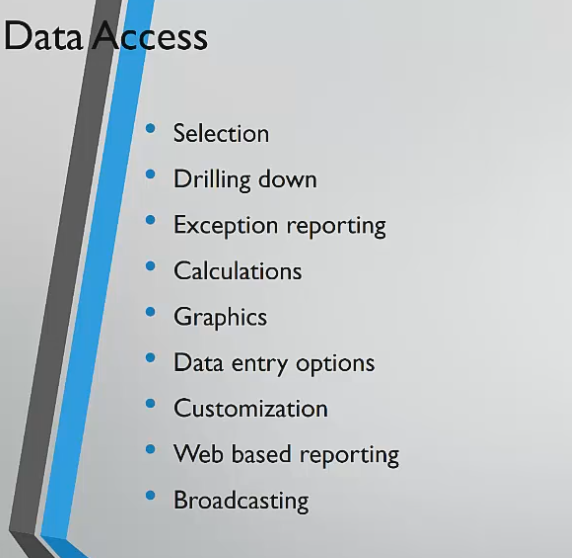 Data Access
Selection
Drilling down
Exception reporting
Calculations
Graphics
Data entry options
Customization
Web based reporting
Broadcasting